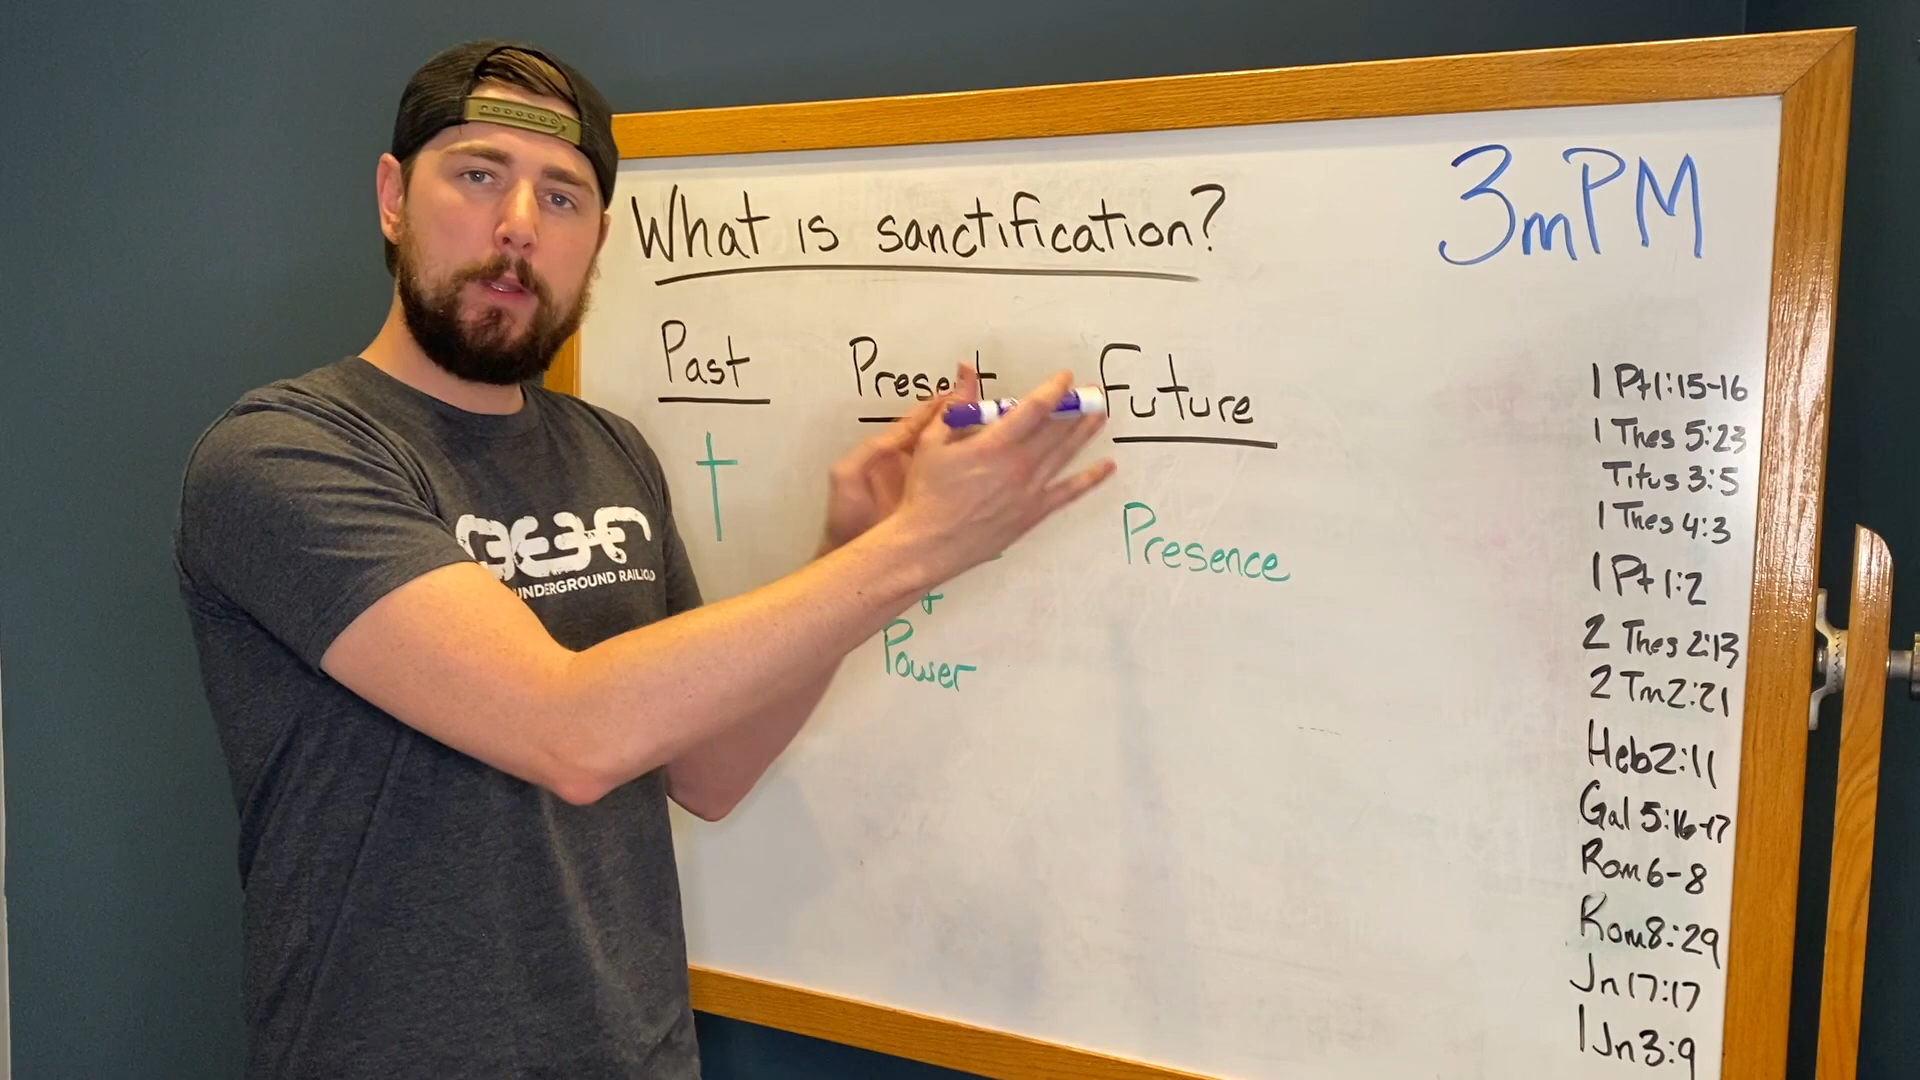 What is sanctification?
3mPM
Past
Present
Future
Presence
Power
UNDERGROUND RAILROAD
1 Pt 1:15-16
1 Thes 5:23
Titus 3:5
1 Thes 4:3
1 Pt 1:2
2 Thes 2:13
2 Tm 2:21
Heb 2:11
Gal 5:16-17
Rom 6-8
Rom 8:29
Jn 17:17
1 Jn 3:9